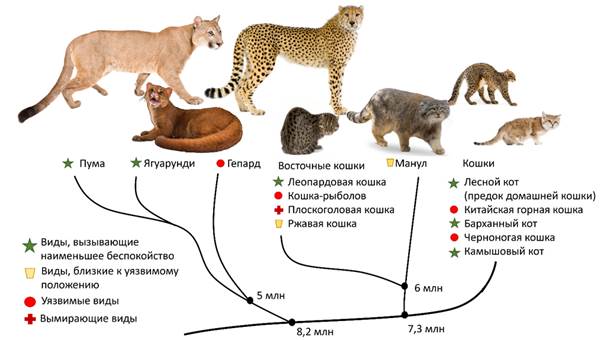 Пума
Ягуарунди
Гепард
Восточные кошки
Леопардовая кошка
Кошка-рыболов
Плоскоголовая кошка
Ржавая кошка
Манул
Кошки
Лесной кот
(предок домашней кошки)
Китайская горная кошка
Барханный кот
Черноногая кошка
Камышовый кот
Виды, вызывающие
наименьшее беспокойство
Виды, близкие к уязвимому
положению
Уязвимые виды
Вымирающие виды
5 млн
8,2 млн
6 млн
7,3 млн